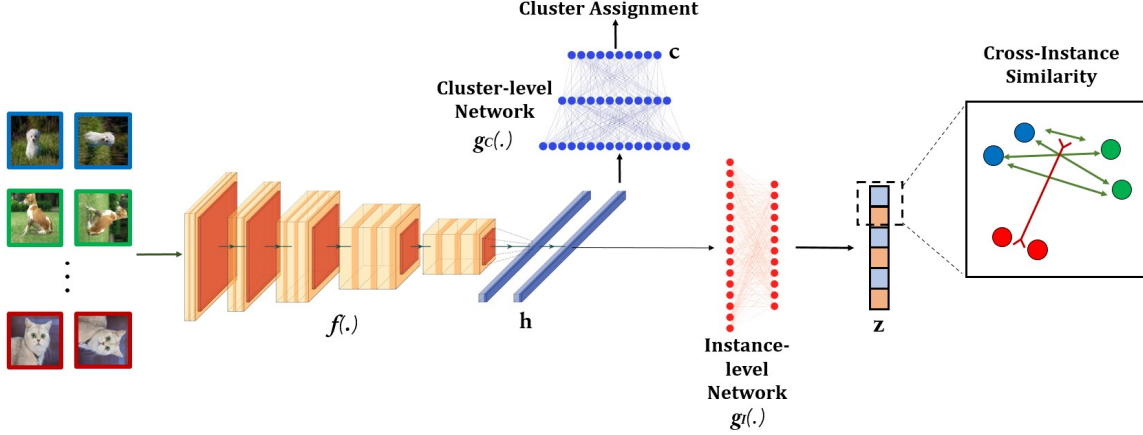 Cluster Assignment
c
Cluster-level
Network
gC(.)
Cross-Instance
Similarity
f(.)
h
Instance-
level
Network
gI(.)
z